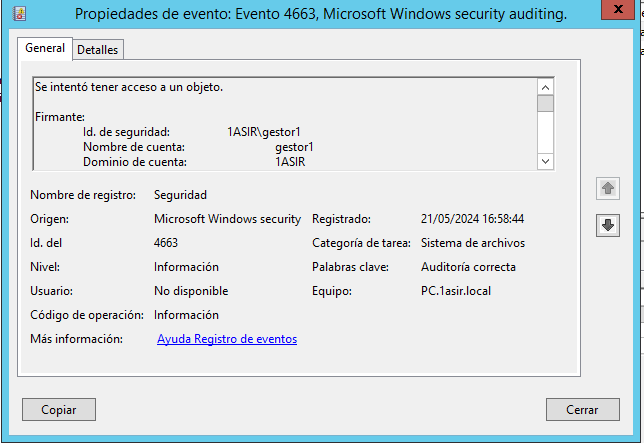 Propiedades de evento: Evento 4663, Microsoft Windows security auditing.
x
General Detalles
Se intentó tener acceso a un objeto.
Firmante:
Id. de seguridad: 1ASIR\gestor1
Nombre de cuenta: gestor1
Dominio de cuenta: 1ASIR
Nombre de registro: Seguridad
Origen: Microsoft Windows security Registrado: 21/05/2024 16:58:44
Id. del 4663 Categoría de tarea: Sistema de archivos
Nivel: Información Palabras clave: Auditoría correcta
Usuario: No disponible Equipo: PC.1asir.local
Código de operación: Información
Más información: Ayuda Registro de eventos
Copiar Cerrar